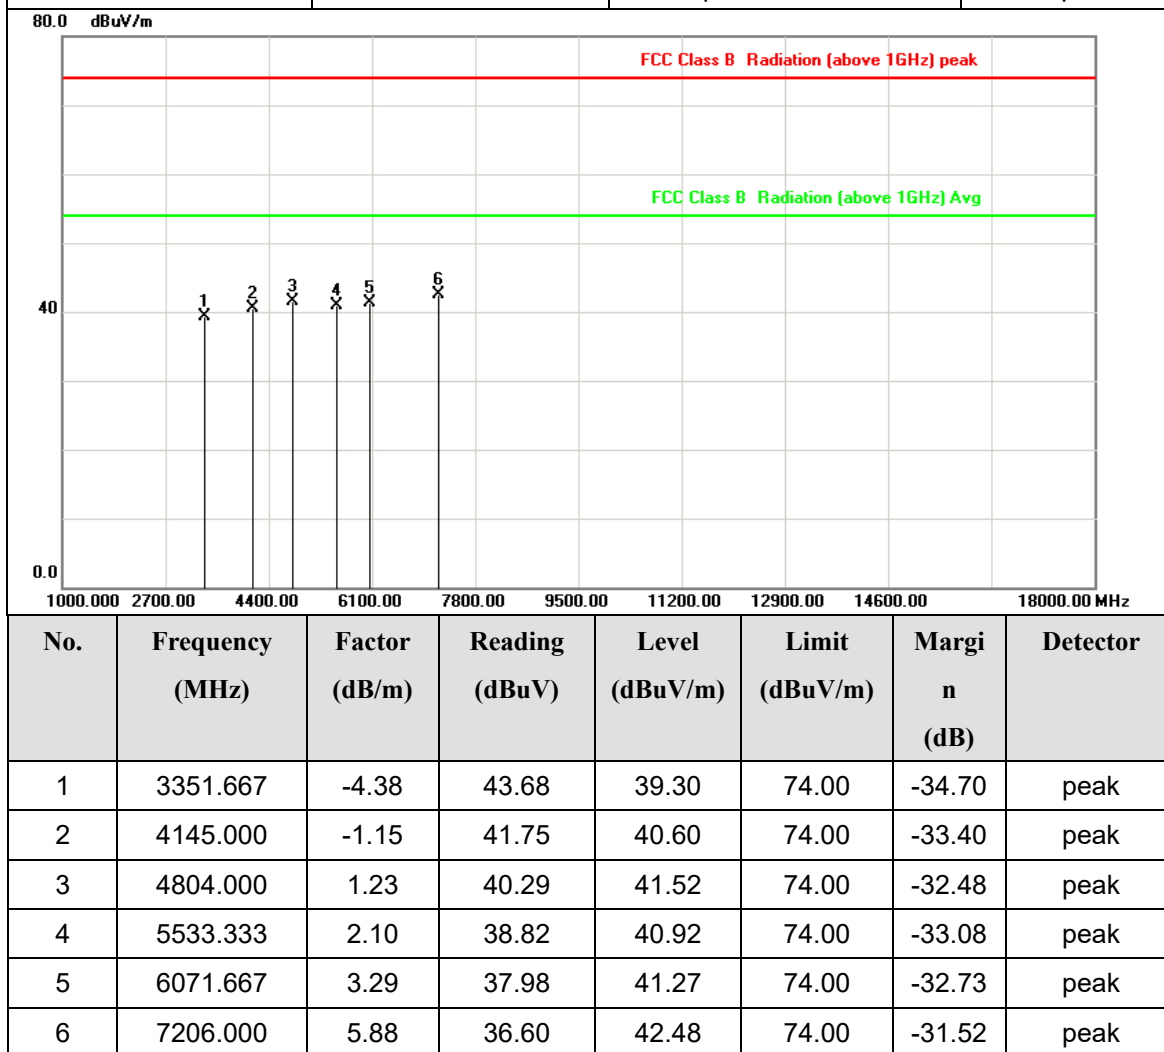 80.0 dBuV/m
FCC Class B Radiation (above 1GHz) peak
FCC Class B Radiation (above 1GHz) Avg
1 2 3 4 5 6
40
0.0
1000.000 2700.00 4400.00 6100.00 7800.00 9500.00 11200.00 12900.00 14600.00 18000.00 MHz
No. Frequency Factor Reading Level Limit Margi Detector
(MHz) (dB/m) (dBuV) (dBuV/m) (dBuV/m) n
(dB)
1 3351.667 -4.38 43.68 39.30 74.00 -34.70 peak
2 4145.000 -1.15 41.75 40.60 74.00 -33.40 peak
3 4804.000 1.23 40.29 41.52 74.00 -32.48 peak
4 5533.333 2.10 38.82 40.92 74.00 -33.08 peak
5 6071.667 3.29 37.98 41.27 74.00 -32.73 peak
6 7206.000 5.88 36.60 42.48 74.00 -31.52 peak